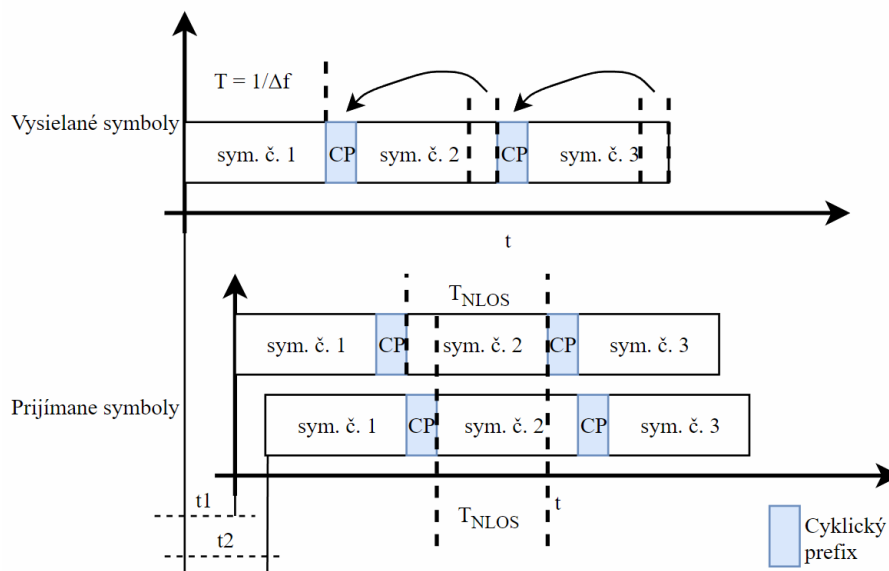 T = 1/Δf
Vysielané symboly
sym. č. 1
CP
sym. č. 2
CP
sym. č. 3
t
T_NLOS
sym. č. 1
CP
sym. č. 2
CP
sym. č. 3
Prijímane symboly
sym. č. 1
CP
sym. č. 2
CP
sym. č. 3
t1
t
T_NLOS
t2
Cyklický
prefix